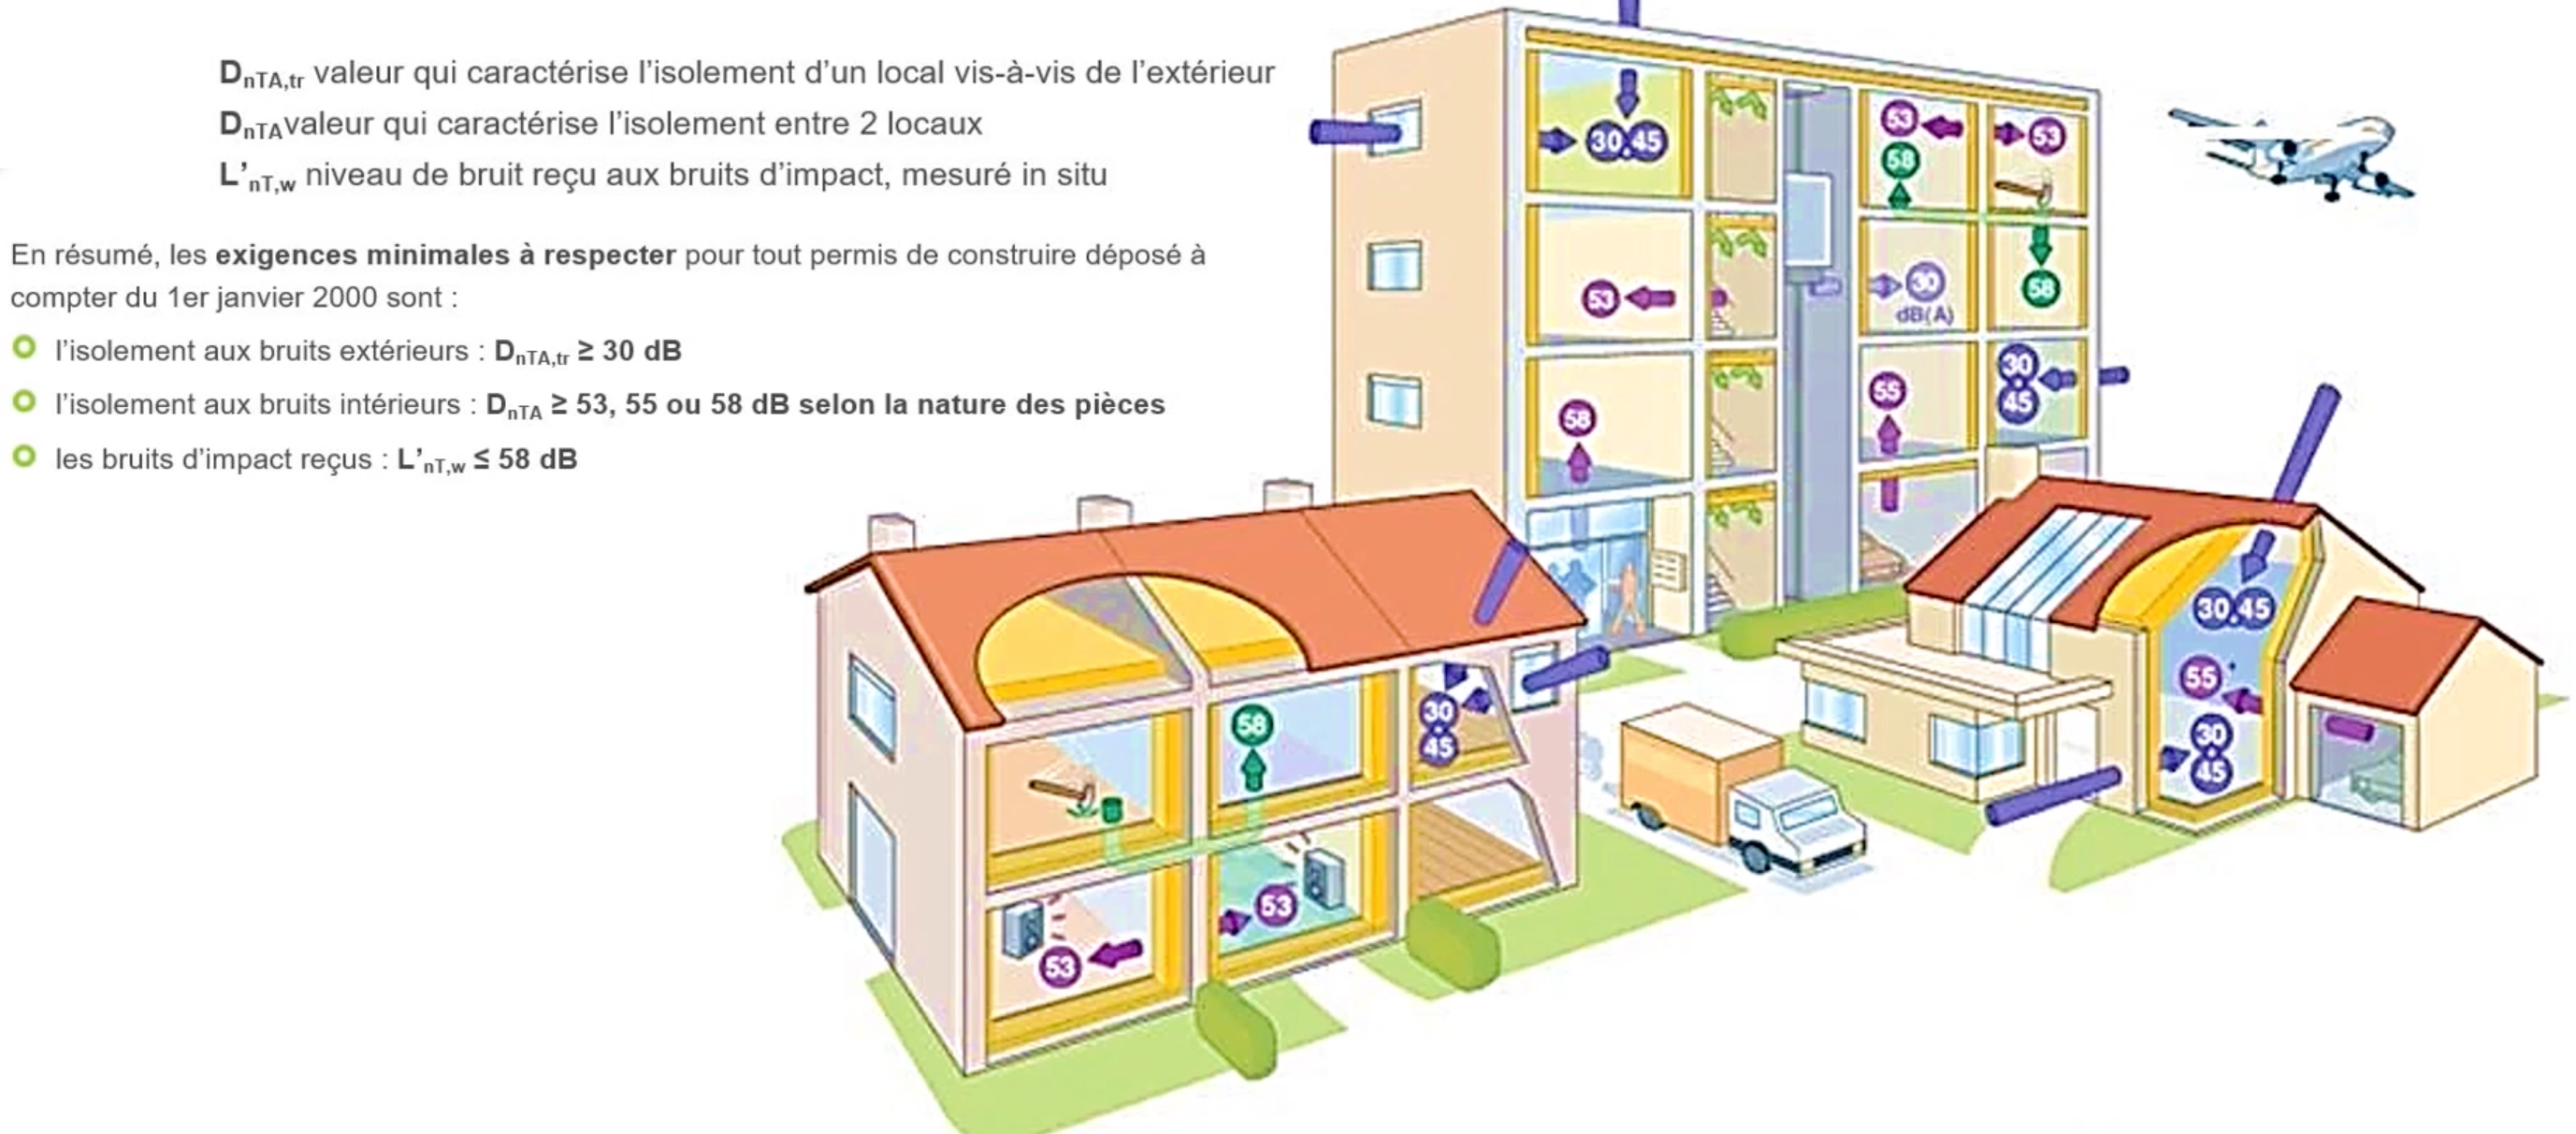 DnTA,tr valeur qui caractérise l’isolement d’un local vis-à-vis de l’extérieur
DnTAvaleur qui caractérise l’isolement entre 2 locaux
L’nT,w niveau de bruit reçu aux bruits d’impact, mesuré in situ
En résumé, les exigences minimales à respecter pour tout permis de construire déposé à
compter du 1er janvier 2000 sont :
l’isolement aux bruits extérieurs : DnTA,tr ≥ 30 dB
l’isolement aux bruits intérieurs : DnTA ≥ 53, 55 ou 58 dB selon la nature des pièces
les bruits d’impact reçus : L’nT,w ≤ 58 dB
30 45
53
53
58
53
30
dB(A)
58
58
55
30
45
58
30
45
53
53
30 45
55
30
45